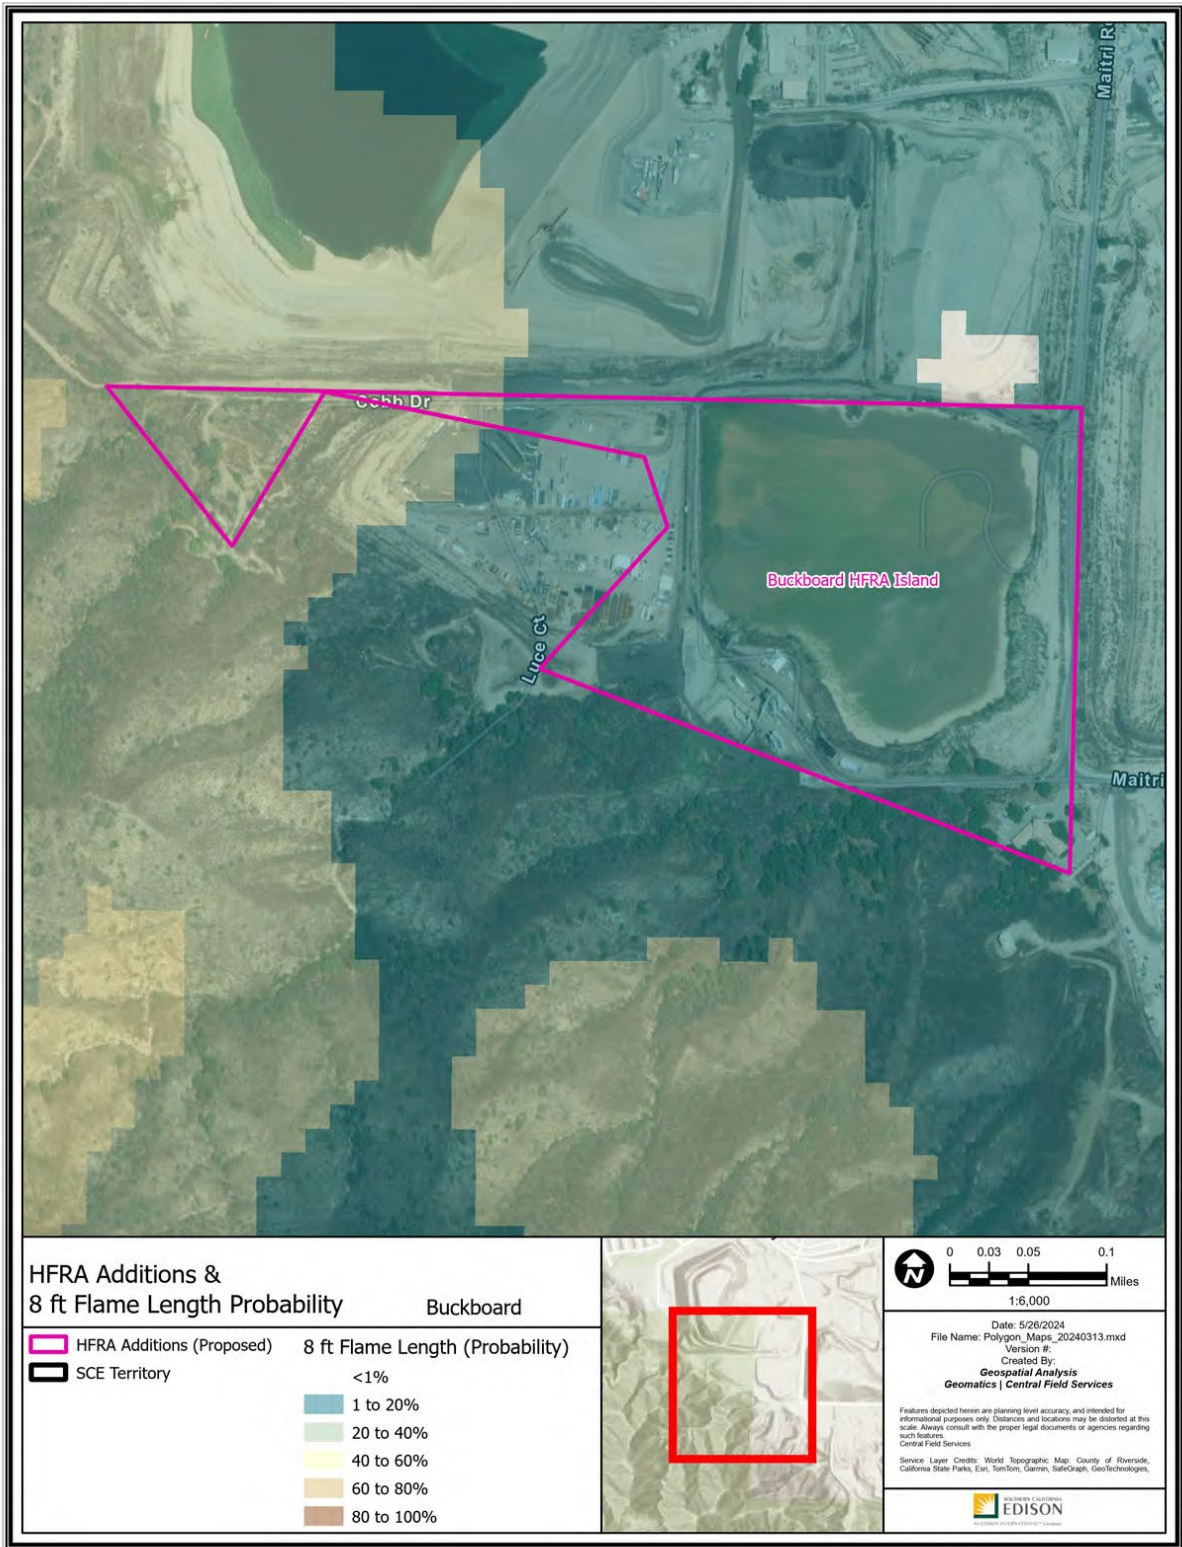 Maitri R
Cobb Dr
Buckboard HFRA Island
Luce Ct
Maitri
HFRA Additions &
8 ft Flame Length Probability
Buckboard
HFRA Additions (Proposed)
SCE Territory
8 ft Flame Length (Probability)
<1%
1 to 20%
20 to 40%
40 to 60%
60 to 80%
80 to 100%
N
0 0.03 0.05 0.1
Miles
1:6,000
Date: 5/26/2024
File Name: Polygon_Maps_20240313.mxd
Version #:
Created By:
Geospatial Analysis
Geomatics | Central Field Services
Features depicted herein are planning level accuracy, and intended for
informational purposes only. Distances and locations may be distorted at this
scale. Always consult with the proper legal documents or agencies regarding
such features.
Central Field Services
Service Layer Credits: World Topographic Map: County of Riverside,
California State Parks, Esri, TomTom, Garmin, SafeGraph, GeoTechnologies,
SOUTHERN CALIFORNIA
EDISON
An EDISON INTERNATIONAL® Company